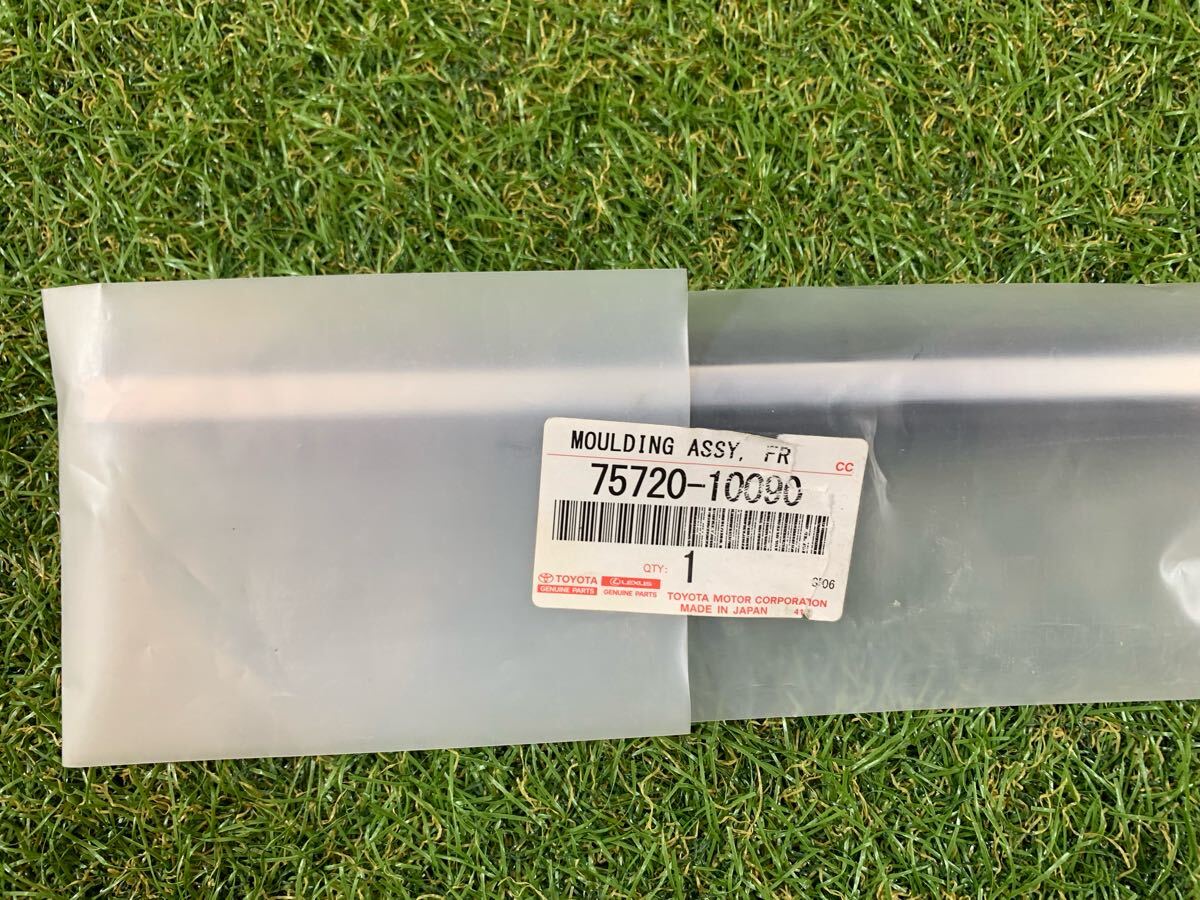 MOULDING ASSY, FR
CC
75720-10090
QTY: 1
TOYOTA
GENUINE PARTS
LEXUS
GENUINE PARTS
TOYOTA MOTOR CORPORATION
MADE IN JAPAN